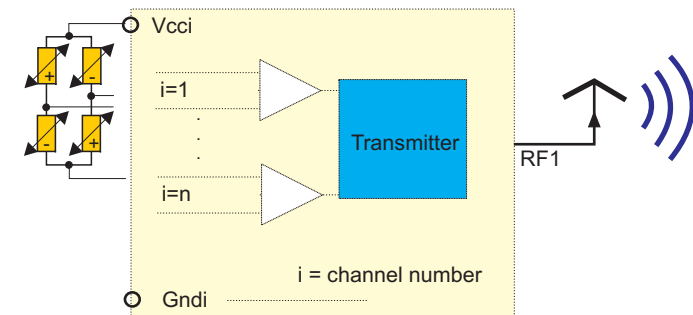 Vcci
+
-
i=1
-
+
.
.
.
Transmitter
RF1
i=n
i = channel number
Gndi